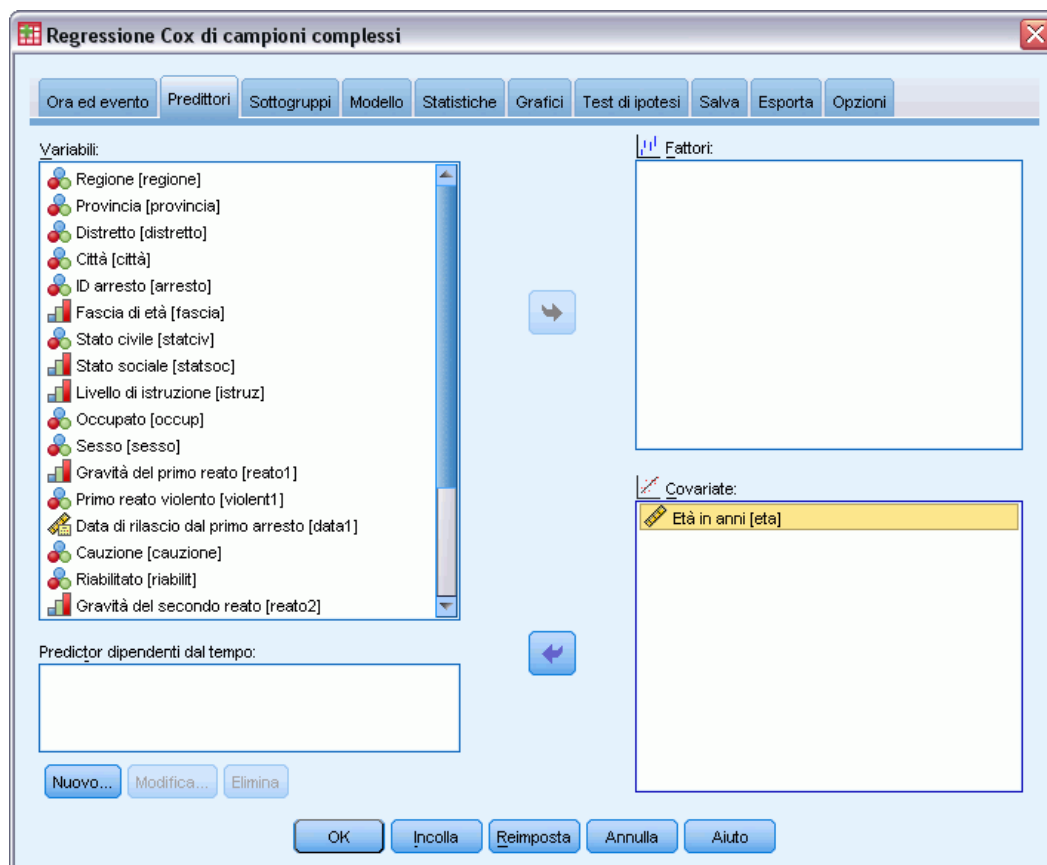 Regressione Cox di campioni complessi
Ora ed evento Predittori Sottogruppi Modello Statistiche Grafici Test di ipotesi Salva Esporta Opzioni
Variabili:
Regione [regione]
Provincia [provincia]
Distretto [distretto]
Città [città]
ID arresto [arresto]
Fascia di età [fascia]
Stato civile [statciv]
Stato sociale [statsoc]
Livello di istruzione [istruz]
Occupato [occup]
Sesso [sesso]
Gravità del primo reato [reato1]
Primo reato violento [violent1]
Data di rilascio dal primo arresto [data1]
Cauzione [cauzione]
Riabilitato [riabilit]
Gravità del secondo reato [reato2]
Predictor dipendenti dal tempo:
Nuovo... Modifica... Elimina
Fattori:
Covariate:
Età in anni [eta]
OK Incolla Reimposta Annulla Aiuto